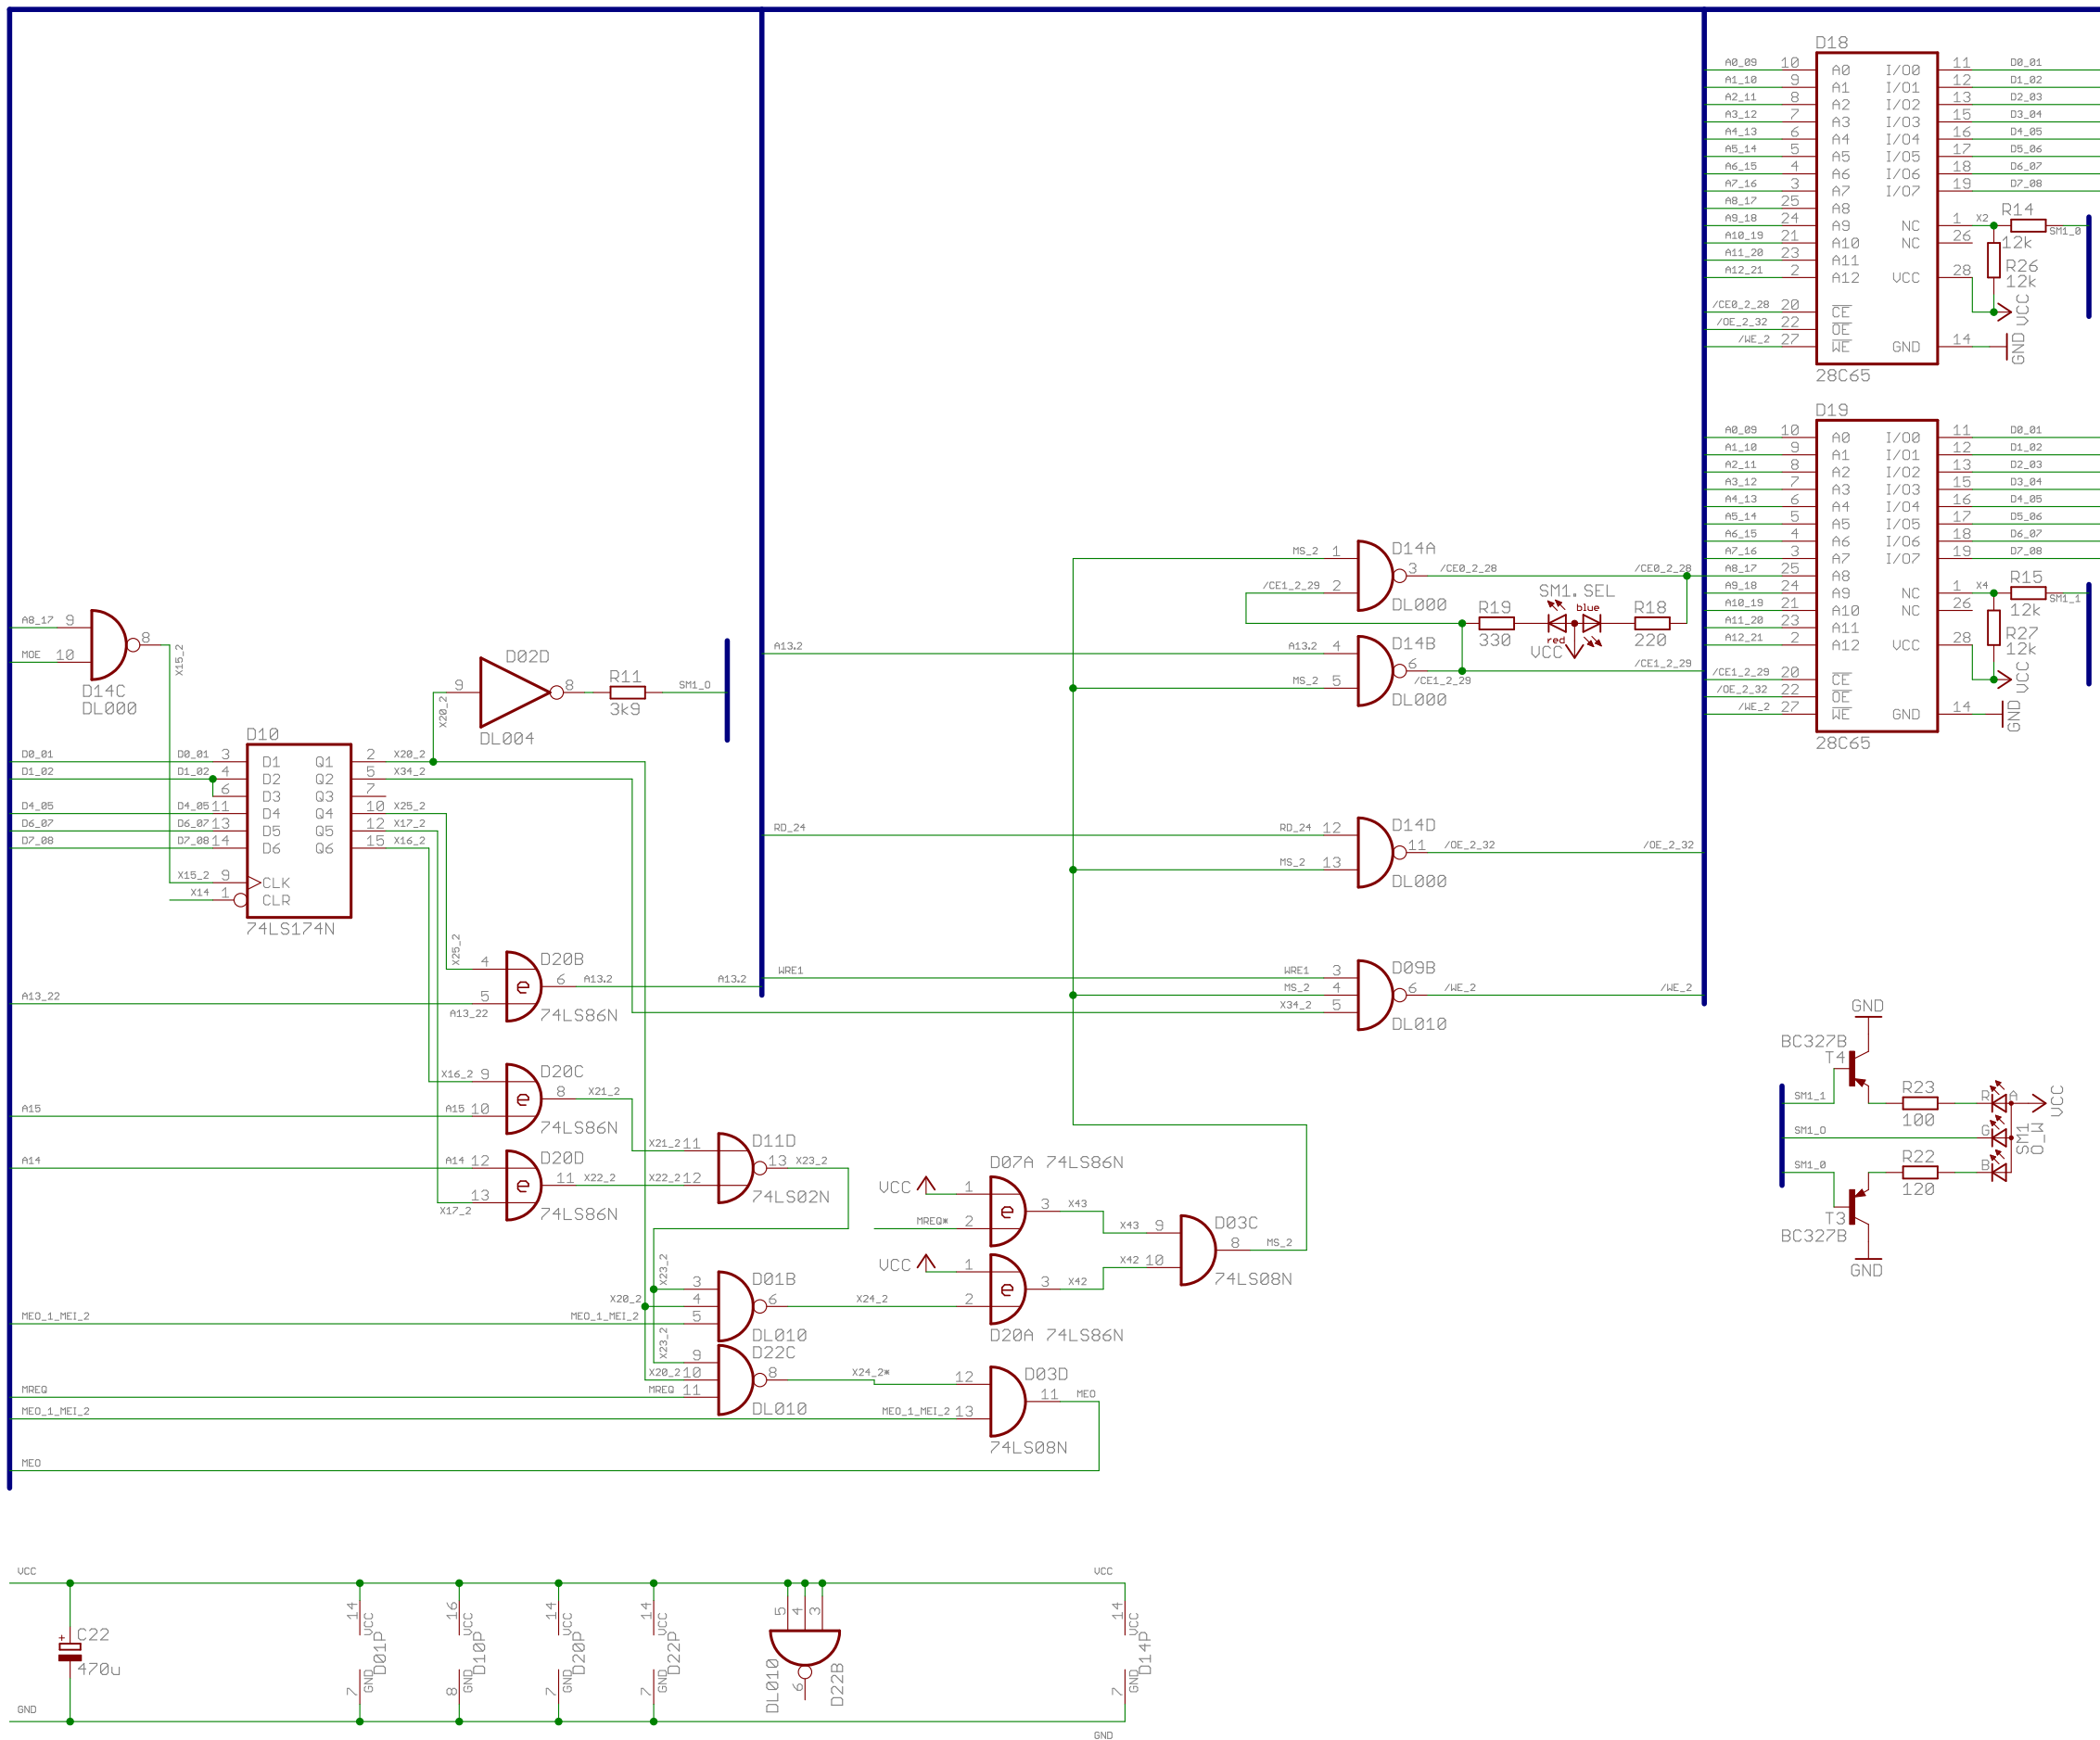 D18
A0_09 10 A0 I/O0 11 D0_01
A1_10 9 A1 I/O1 12 D1_02
A2_11 8 A2 I/O2 13 D2_03
A3_12 7 A3 I/O3 15 D3_04
A4_13 6 A4 I/O4 16 D4_05
A5_14 5 A5 I/O5 17 D5_06
A6_15 4 A6 I/O6 18 D6_07
A7_16 3 A7 I/O7 19 D7_08
A8_17 25 A8
A9_18 24 A9 NC 1 X2 R14 12k SM1_0
A10_19 21 A10 NC 26
A11_20 23 A11 R26 12k
A12_21 2 A12 VCC 28
/CE0_2_28 20 CE VCC
/OE_2_32 22 OE
/WE_2 27 WE GND 14 GND
28C65
D19
A0_09 10 A0 I/O0 11 D0_01
A1_10 9 A1 I/O1 12 D1_02
A2_11 8 A2 I/O2 13 D2_03
A3_12 7 A3 I/O3 15 D3_04
A4_13 6 A4 I/O4 16 D4_05
A5_14 5 A5 I/O5 17 D5_06
A6_15 4 A6 I/O6 18 D6_07
A7_16 3 A7 I/O7 19 D7_08
A8_17 25 A8
A9_18 24 A9 NC 1 X4 R15 12k SM1_1
A10_19 21 A10 NC 26
A11_20 23 A11 R27 12k
A12_21 2 A12 VCC 28
/CE1_2_29 20 CE VCC
/OE_2_32 22 OE
/WE_2 27 WE GND 14 GND
28C65
MS_2 1 D14A
3 /CE0_2_28 /CE0_2_28
/CE1_2_29 2 DL000
SM1.SEL
R19 330 red blue R18 220
VCC
A13.2 A13.2 4 D14B
6 /CE1_2_29 /CE1_2_29
MS_2 5 DL000
A8_17 9 8 X15_2
MOE 10
D14C
DL000
D02D
X20_2 9 8 R11 3k9 SM1_O
DL004
D10
D0_01 D0_01 3 D1 Q1 2 X20_2
D1_02 D1_02 4 D2 Q2 5 X34_2
6 D3 Q3 7
D4_05 D4_05 11 D4 Q4 10 X25_2
D6_07 D6_07 13 D5 Q5 12 X17_2
D7_08 D7_08 14 D6 Q6 15 X16_2
X15_2 9 CLK
X14 1 CLR
74LS174N
RD_24 RD_24 12 D14D
11 /OE_2_32 /OE_2_32
MS_2 13 DL000
X25_2 4 D20B
e 6 A13.2 A13.2
A13_22 5 A13_22 74LS86N
WRE1 WRE1 3 D09B
MS_2 4 6 /WE_2 /WE_2
X34_2 5 DL010
X16_2 9 D20C
e 8 X21_2
A15 A15 10 74LS86N
A14 A14 12 D20D
e 11 X22_2
X17_2 13 74LS86N
X21_2 11 D11D
13 X23_2
X22_2 12 74LS02N
D07A 74LS86N
VCC 1
e 3 X43
MREQ* 2
VCC 1
e 3 X42
2
D20A 74LS86N
X43 9 D03C
8 MS_2
X42 10 74LS08N
X23_2 3 D01B
X20_2 4 6 X24_2
MEO_1_MEI_2 MEO_1_MEI_2 5 DL010
X23_2 9 D22C
X20_2 10 8 X24_2*
MREQ MREQ 11 DL010
12 D03D
11 MEO
MEO_1_MEI_2 MEO_1_MEI_2 13 74LS08N
MEO
GND
BC327B
T4
SM1_1 R23 100 R A VCC
SM1_O G SM1
O_W
SM1_0 R22 120 B
T3
BC327B
GND
VCC VCC
+ C22 470u
14 VCC D01P 7 GND
16 VCC D10P 8 GND
14 VCC D20P 7 GND
14 VCC D22P 7 GND
5 4 3 DL010 6 D22B
14 VCC D14P 7 GND
GND GND